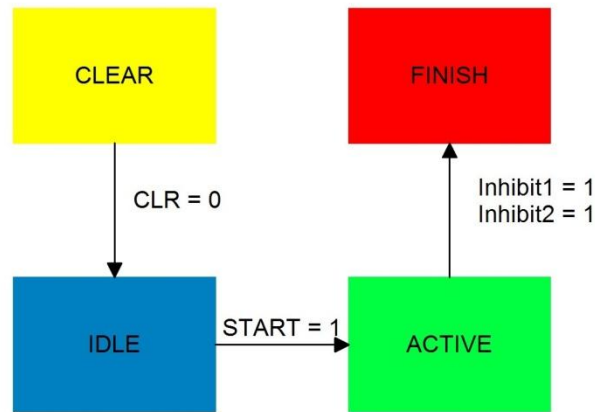 CLEAR
FINISH
CLR = 0
Inhibit1 = 1
Inhibit2 = 1
IDLE
START = 1
ACTIVE